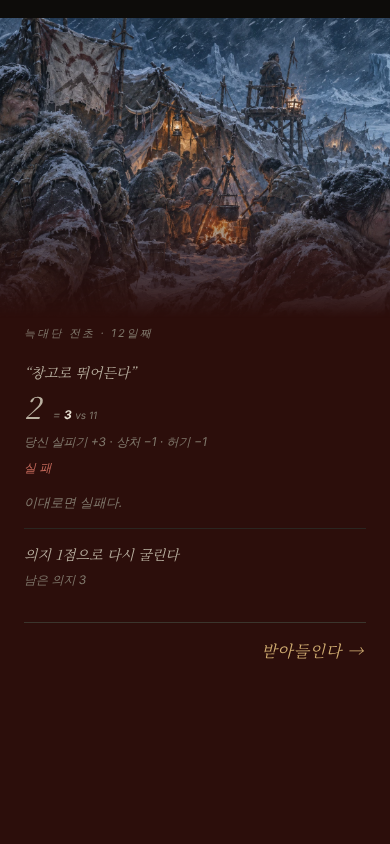 늑대단 전초 · 12일째
“창고로 뛰어든다”
2 = 3 vs 11
당신 살피기 +3 · 상처 −1 · 허기 −1
실패
이대로면 실패다.
의지 1점으로 다시 굴린다
남은 의지 3
받아들인다 →